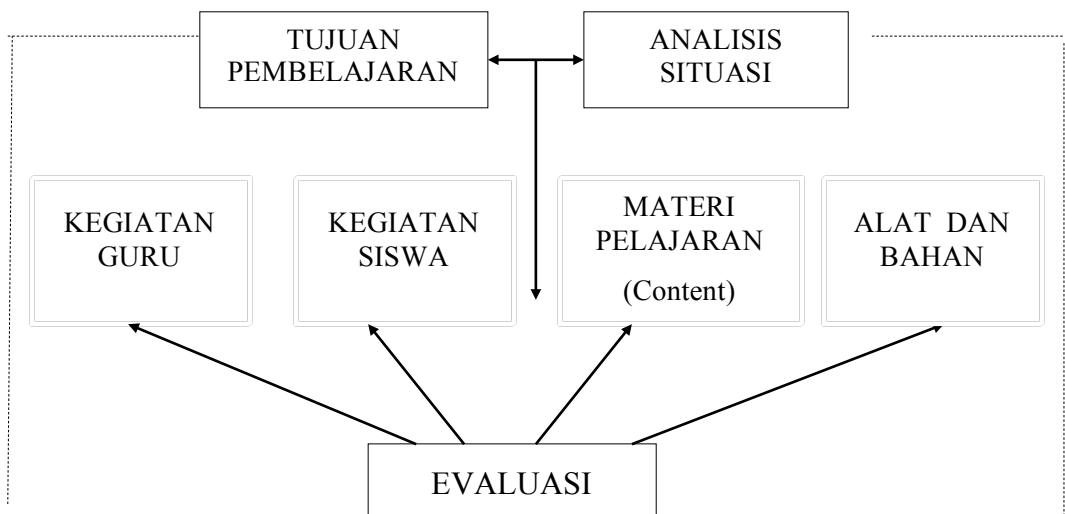 TUJUAN
PEMBELAJARAN
ANALISIS
SITUASI
KEGIATAN
GURU
KEGIATAN
SISWA
MATERI
PELAJARAN
(Content)
ALAT DAN
BAHAN
EVALUASI